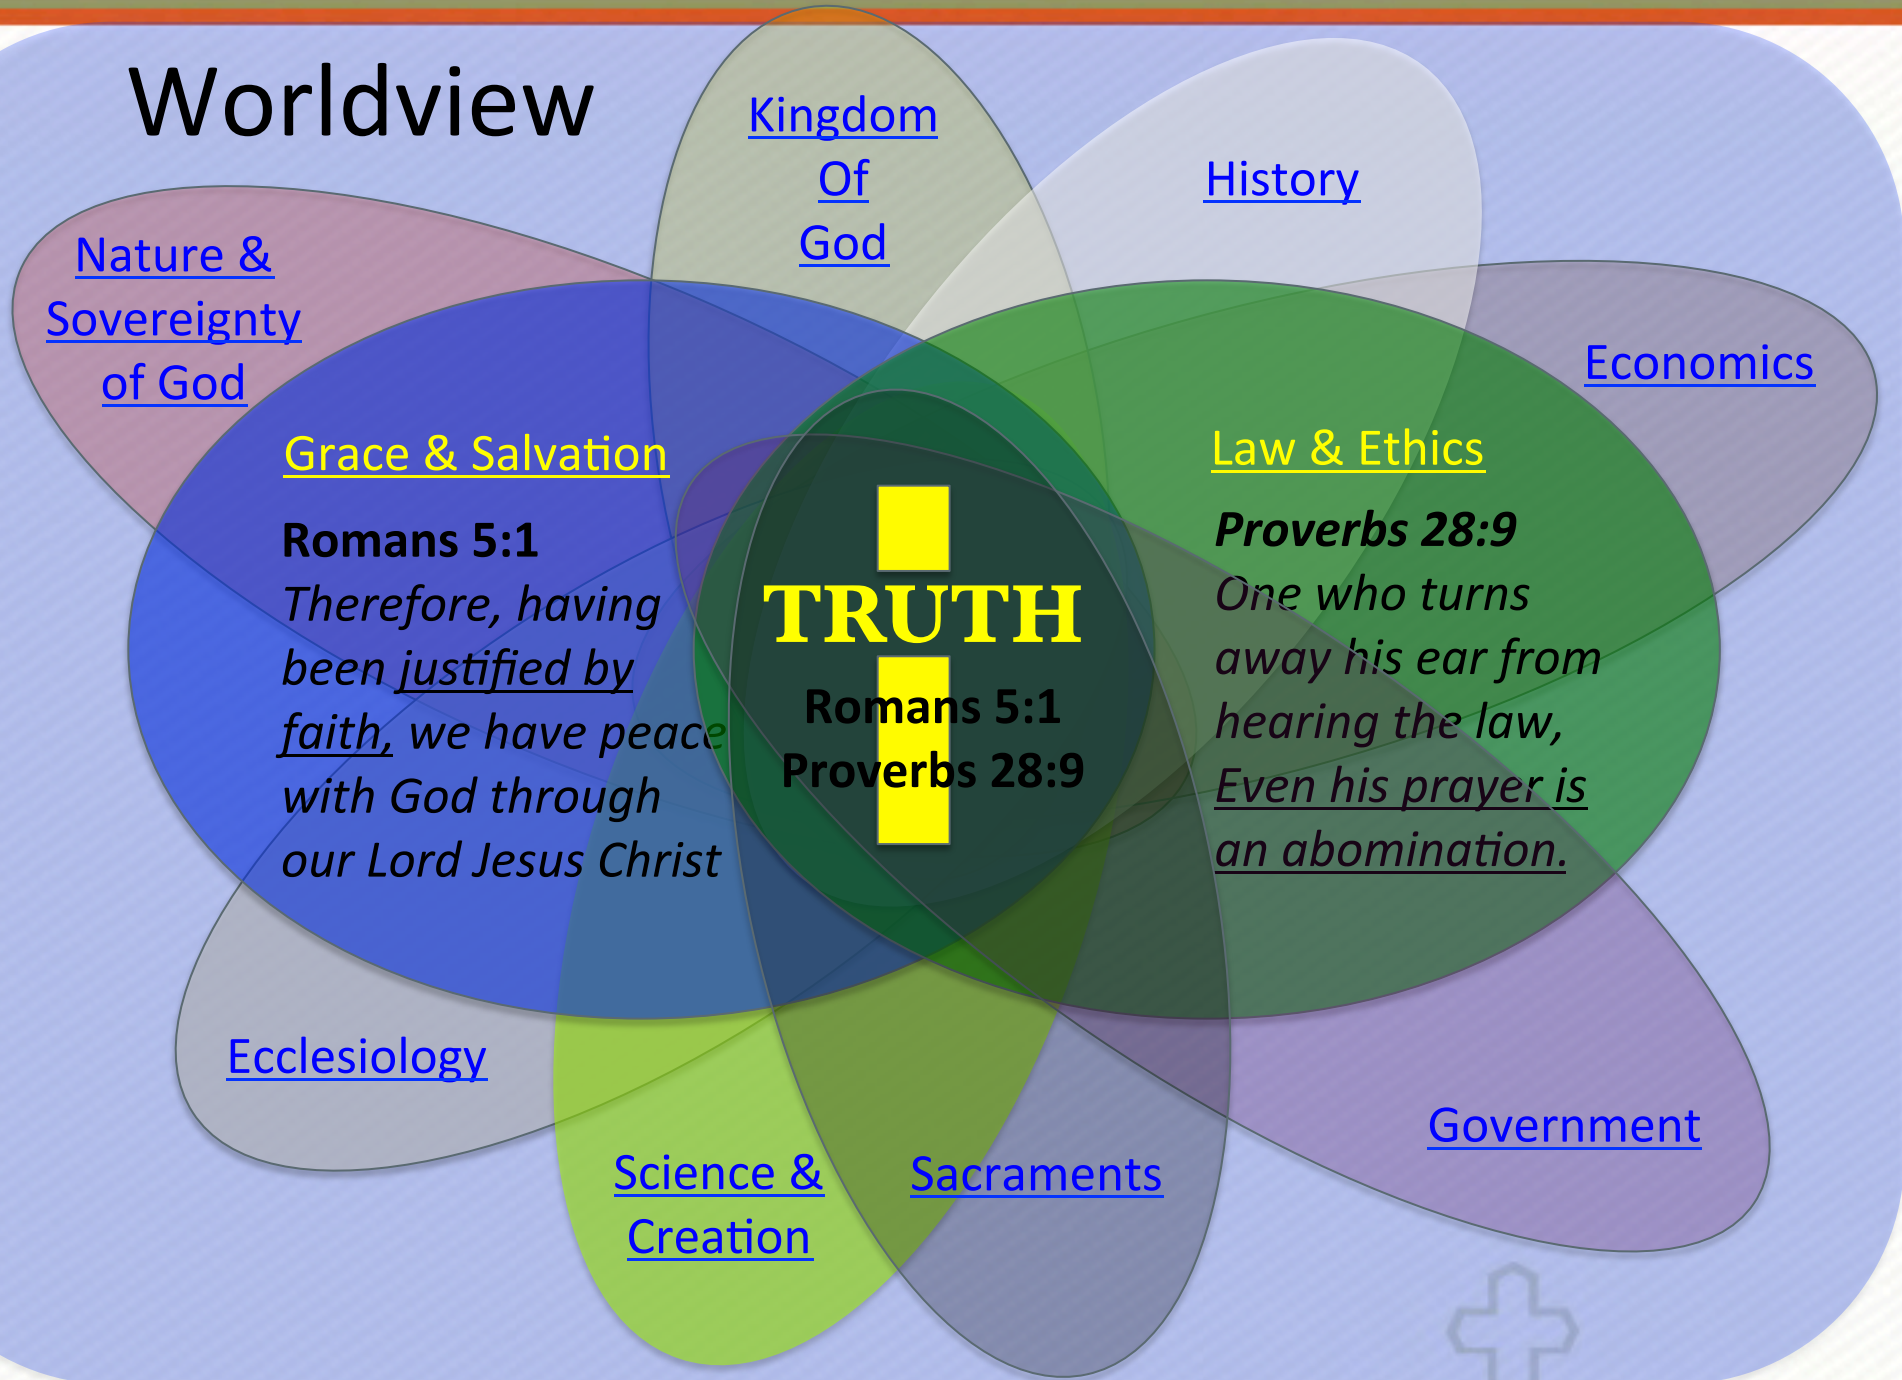 Worldview
Kingdom
Of
God
History
Nature &
Sovereignty
of God
Economics
Grace & Salvation
Romans 5:1
Therefore, having
been justified by
faith, we have peace
with God through
our Lord Jesus Christ
Law & Ethics
Proverbs 28:9
One who turns
away his ear from
hearing the law,
Even his prayer is
an abomination.
TRUTH
Romans 5:1
Proverbs 28:9
Ecclesiology
Science &
Creation
Sacraments
Government